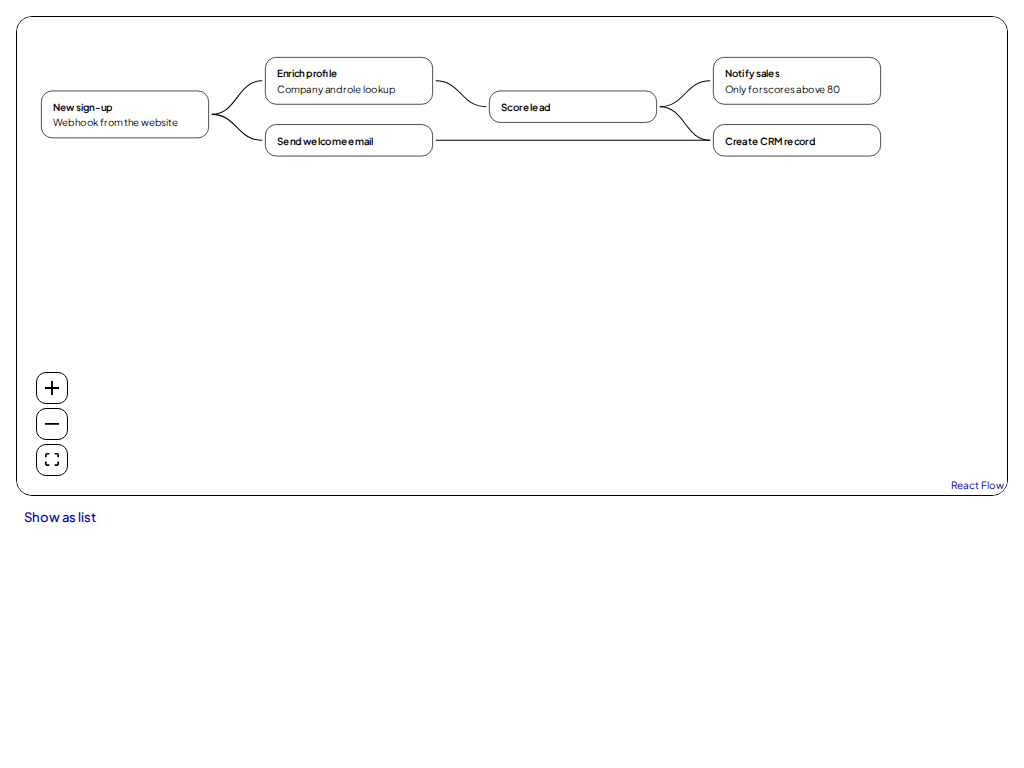 New sign-up
Webhook from the website
Enrich profile
Company and role lookup
Send welcome email
Score lead
Notify sales
Only for scores above 80
Create CRM record
React Flow
Show as list